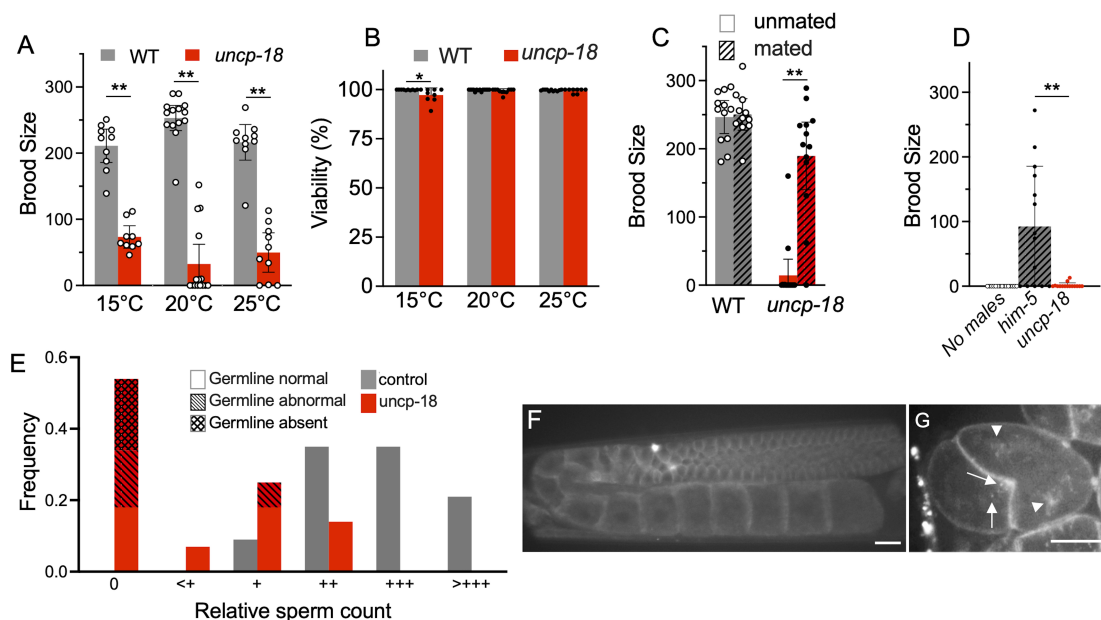 A
WT uncp-18
Brood Size
300
200
100
0
** ** **
15°C 20°C 25°C
B
WT uncp-18
Viability (%)
100
75
50
25
0
*
15°C 20°C 25°C
C
unmated
mated
Brood Size
300
200
100
0
**
WT uncp-18
D
Brood Size
300
200
100
0
**
No males him-5 uncp-18
E
Germline normal
Germline abnormal
Germline absent
control
uncp-18
Frequency
0.6
0.4
0.2
0.0
0 <+ + ++ +++ >+++
Relative sperm count
F
G